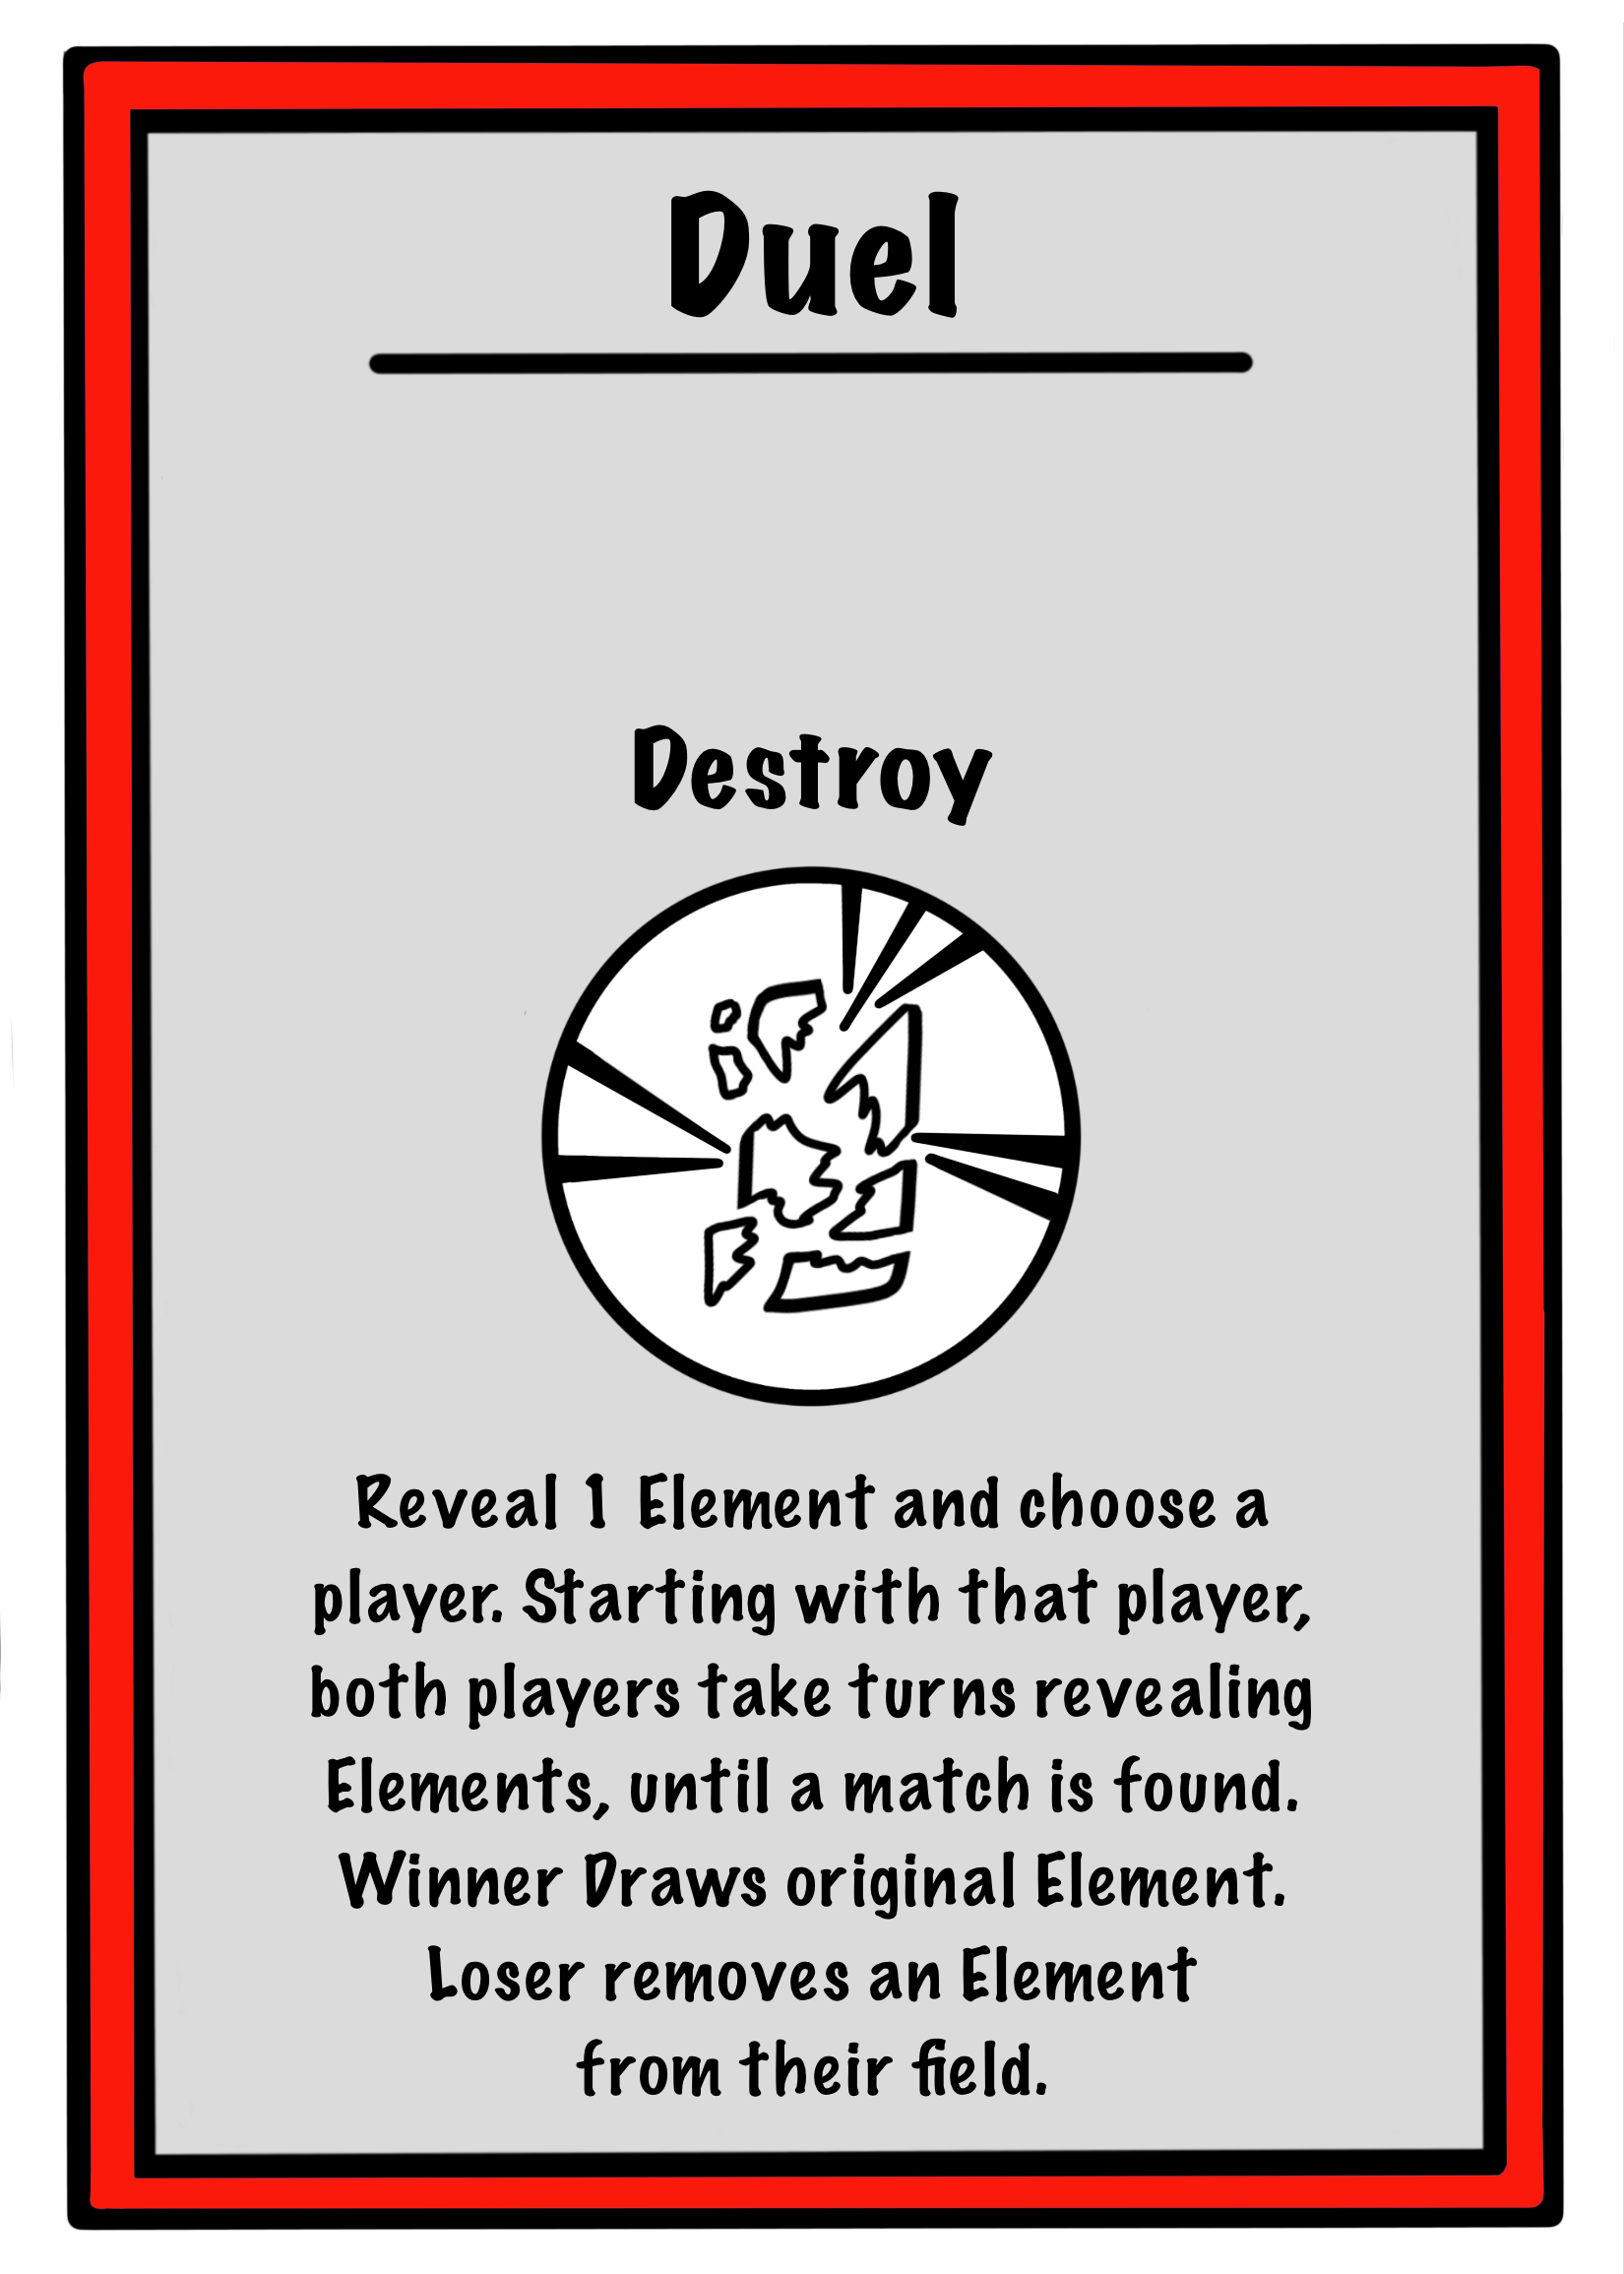 Duel
Destroy
Reveal 1 Element and choose a
player. Starting with that player,
both players take turns revealing
Elements, until a match is found.
Winner Draws original Element.
Loser removes an Element
from their field.